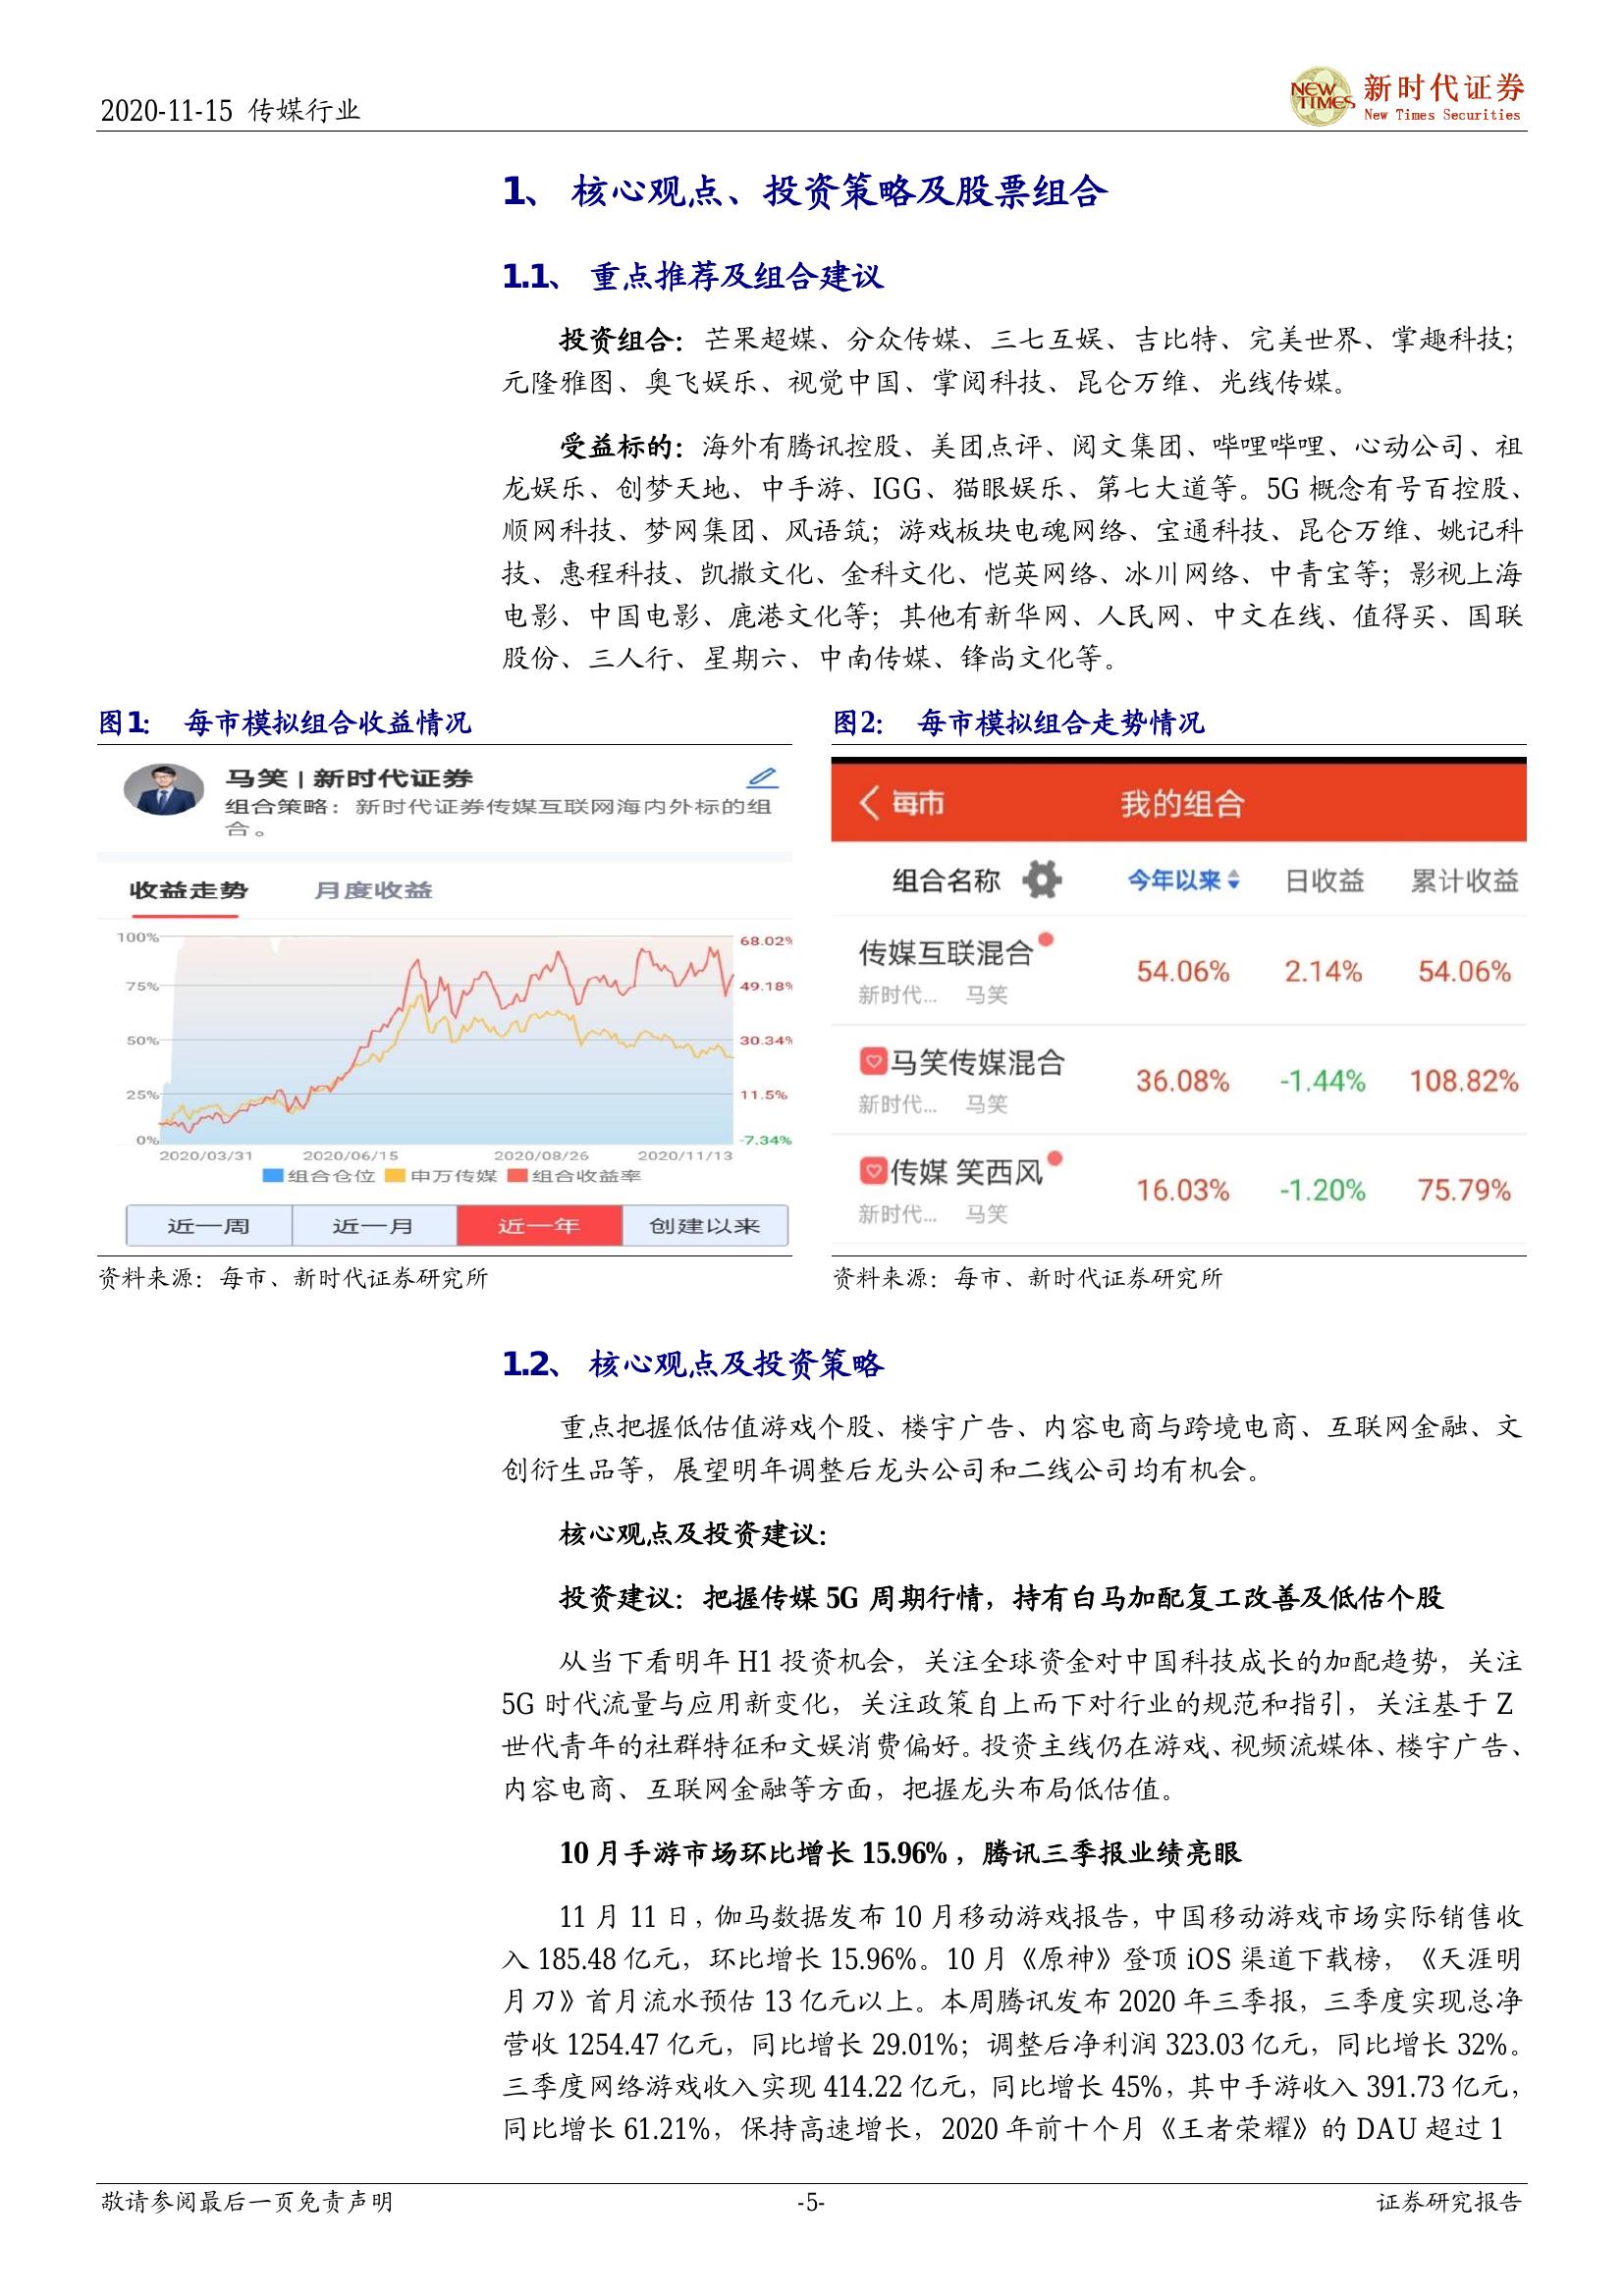 2020-11-15 传媒行业
NEW TIMES 新时代证券
New Times Securities
1、 核心观点、投资策略及股票组合
1.1、 重点推荐及组合建议
投资组合：芒果超媒、分众传媒、三七互娱、吉比特、完美世界、掌趣科技；
元隆雅图、奥飞娱乐、视觉中国、掌阅科技、昆仑万维、光线传媒。
受益标的：海外有腾讯控股、美团点评、阅文集团、哔哩哔哩、心动公司、祖
龙娱乐、创梦天地、中手游、IGG、猫眼娱乐、第七大道等。5G 概念有号百控股、
顺网科技、梦网集团、风语筑；游戏板块电魂网络、宝通科技、昆仑万维、姚记科
技、惠程科技、凯撒文化、金科文化、恺英网络、冰川网络、中青宝等；影视上海
电影、中国电影、鹿港文化等；其他有新华网、人民网、中文在线、值得买、国联
股份、三人行、星期六、中南传媒、锋尚文化等。
图1： 每市模拟组合收益情况
马笑 | 新时代证券
组合策略：新时代证券传媒互联网海内外标的组
合。
收益走势 月度收益
100% 68.02%
75% 49.18%
50% 30.34%
25% 11.5%
0% -7.34%
2020/03/31 2020/06/15 2020/08/26 2020/11/13
组合仓位 申万传媒 组合收益率
近一周 近一月 近一年 创建以来
资料来源：每市、新时代证券研究所
图2： 每市模拟组合走势情况
每市 我的组合
组合名称 今年以来 日收益 累计收益
传媒互联混合 54.06% 2.14% 54.06%
新时代... 马笑
马笑传媒混合 36.08% -1.44% 108.82%
新时代... 马笑
传媒 笑西风 16.03% -1.20% 75.79%
新时代... 马笑
资料来源：每市、新时代证券研究所
1.2、 核心观点及投资策略
重点把握低估值游戏个股、楼宇广告、内容电商与跨境电商、互联网金融、文
创衍生品等，展望明年调整后龙头公司和二线公司均有机会。
核心观点及投资建议：
投资建议：把握传媒 5G 周期行情，持有白马加配复工改善及低估个股
从当下看明年 H1 投资机会，关注全球资金对中国科技成长的加配趋势，关注
5G 时代流量与应用新变化，关注政策自上而下对行业的规范和指引，关注基于 Z
世代青年的社群特征和文娱消费偏好。投资主线仍在游戏、视频流媒体、楼宇广告、
内容电商、互联网金融等方面，把握龙头布局低估值。
10 月手游市场环比增长 15.96%，腾讯三季报业绩亮眼
11 月 11 日，伽马数据发布 10 月移动游戏报告，中国移动游戏市场实际销售收
入 185.48 亿元，环比增长 15.96%。10 月《原神》登顶 iOS 渠道下载榜，《天涯明
月刀》首月流水预估 13 亿元以上。本周腾讯发布 2020 年三季报，三季度实现总净
营收 1254.47 亿元，同比增长 29.01%；调整后净利润 323.03 亿元，同比增长 32%。
三季度网络游戏收入实现 414.22 亿元，同比增长 45%，其中手游收入 391.73 亿元，
同比增长 61.21%，保持高速增长，2020 年前十个月《王者荣耀》的 DAU 超过 1
敬请参阅最后一页免责声明 -5- 证券研究报告